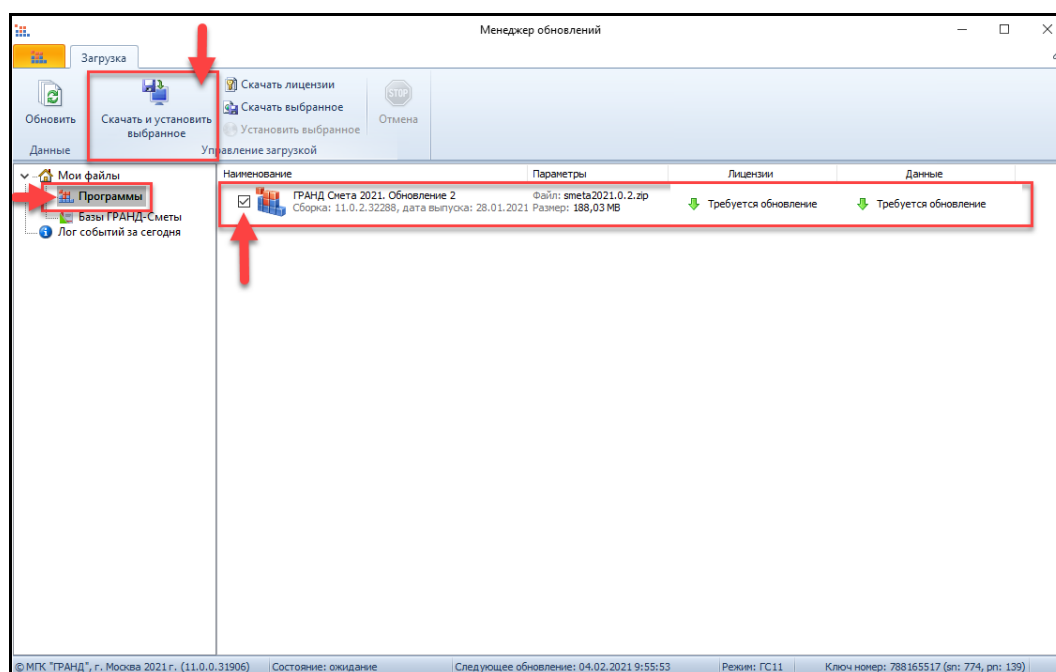 Менеджер обновлений
Загрузка
Обновить
Скачать и установить
выбранное
Скачать лицензии
Скачать выбранное
Установить выбранное
STOP
Отмена
Данные
Управление загрузкой
Мои файлы
Программы
Базы ГРАНД-Сметы
Лог событий за сегодня
Наименование Параметры Лицензии Данные
ГРАНД Смета 2021. Обновление 2 Файл: smeta2021.0.2.zip
Сборка: 11.0.2.32288, дата выпуска: 28.01.2021 Размер: 188,03 MB
Требуется обновление Требуется обновление
© МГК "ГРАНД", г. Москва 2021 г. (11.0.0.31906) Состояние: ожидание Следующее обновление: 04.02.2021 9:55:53 Режим: ГС11 Ключ номер: 788165517 (sn: 774, pn: 139)